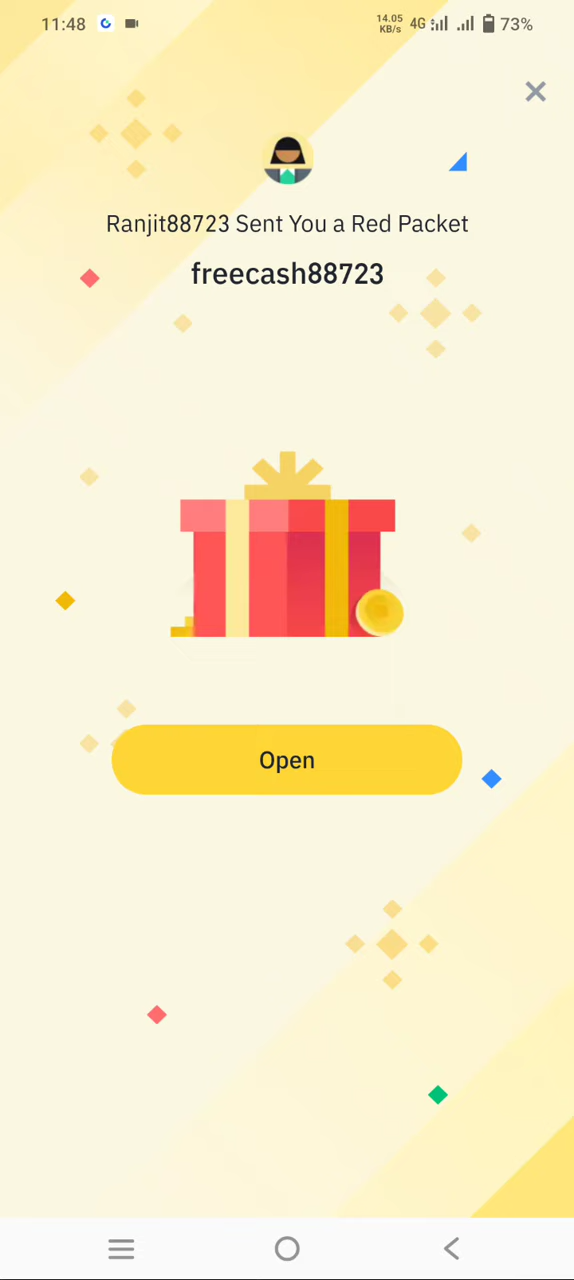 11:48 14.05 KB/s 4G 73%
Ranjit88723 Sent You a Red Packet
freecash88723
Open